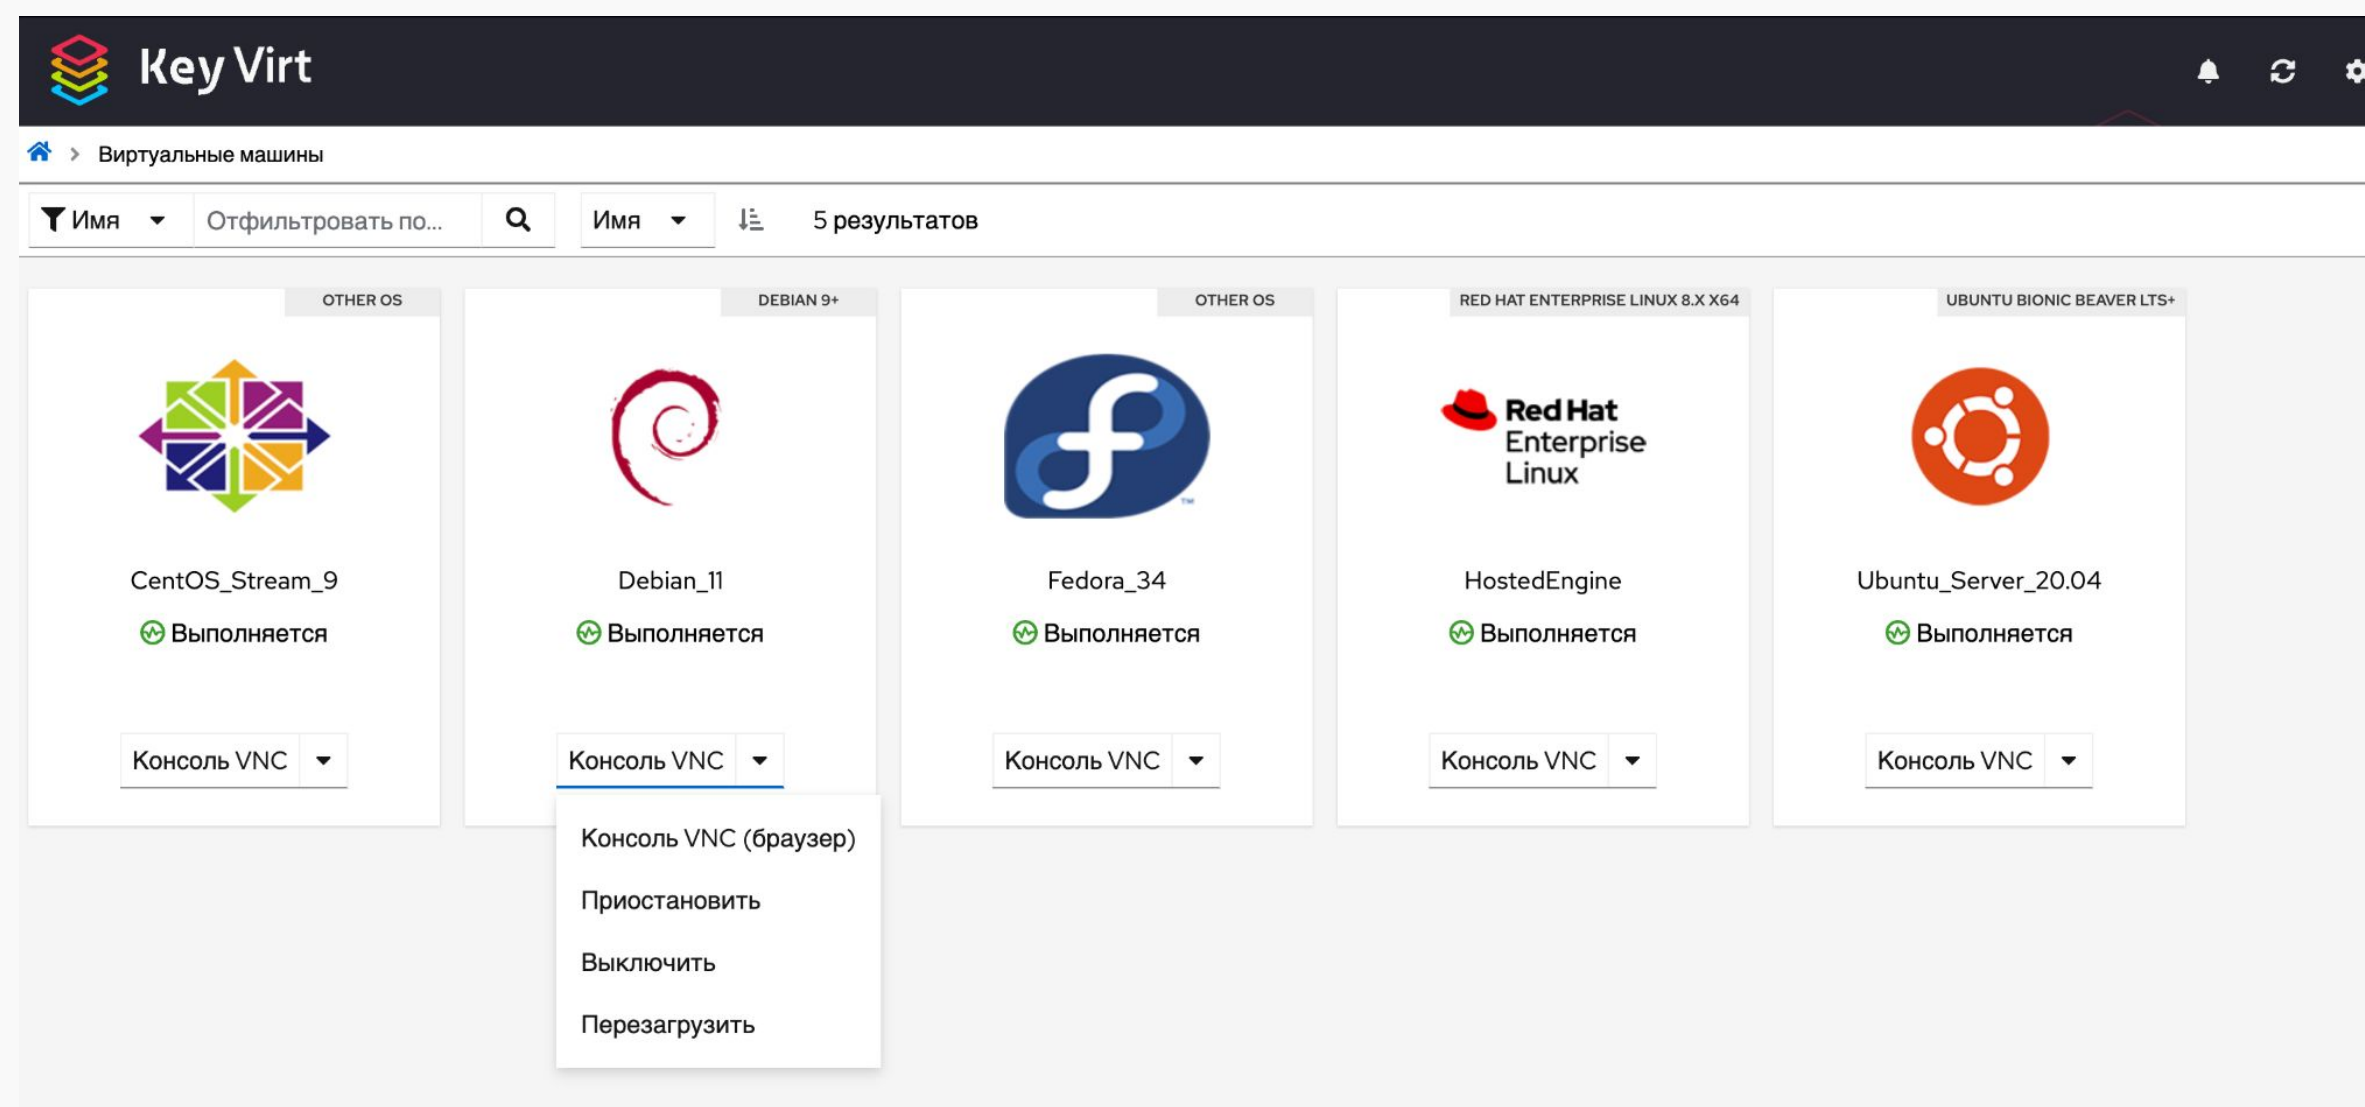 Key Virt
Виртуальные машины
Имя Отфильтровать по... Имя 5 результатов
OTHER OS
DEBIAN 9+
OTHER OS
RED HAT ENTERPRISE LINUX 8.X X64
UBUNTU BIONIC BEAVER LTS+
f
TM
Red Hat
Enterprise
Linux
CentOS_Stream_9
Debian_11
Fedora_34
HostedEngine
Ubuntu_Server_20.04
Выполняется
Выполняется
Выполняется
Выполняется
Выполняется
Консоль VNC
Консоль VNC
Консоль VNC
Консоль VNC
Консоль VNC
Консоль VNC (браузер)
Приостановить
Выключить
Перезагрузить